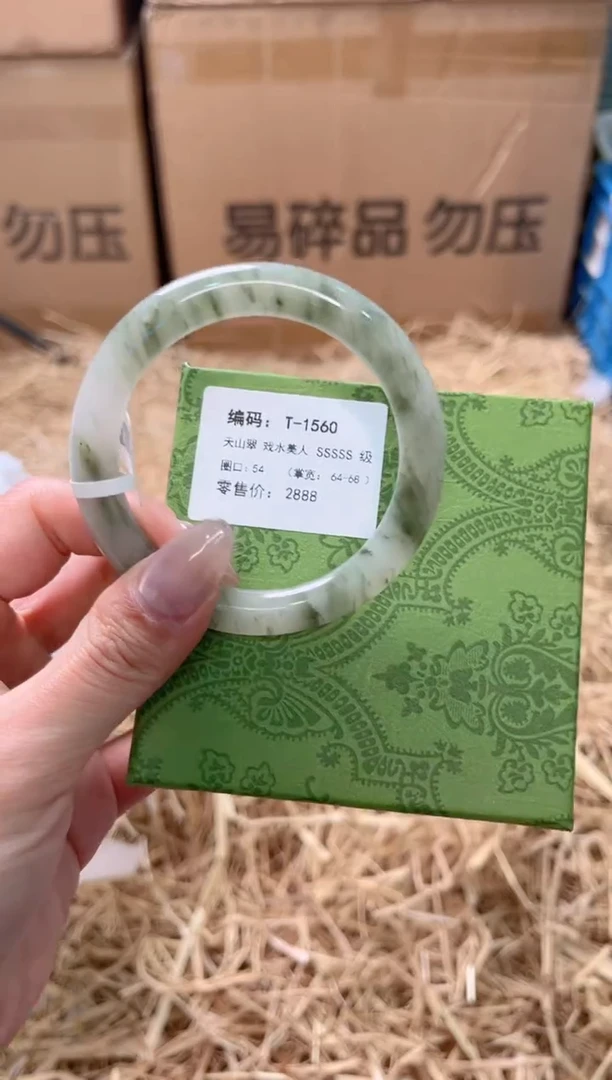 勿压
易碎品 勿压
编码: T-1560
天山翠 戏水美人 SSSSS 级
圈口: 54 (掌宽: 64-68 )
零售价: 2888